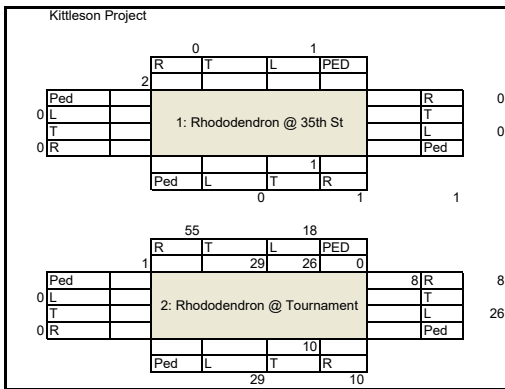 Kittleson Project
0 1
R T L PED
2
Ped R 0
0 L 1: Rhododendron @ 35th St T
T L 0
0 R Ped
1
Ped L T R
0 1 1
55 18
R T L PED
1 29 26 0
Ped 8 R 8
0 L T
T 2: Rhododendron @ Tournament L 26
0 R Ped
10
Ped L T R
29 10